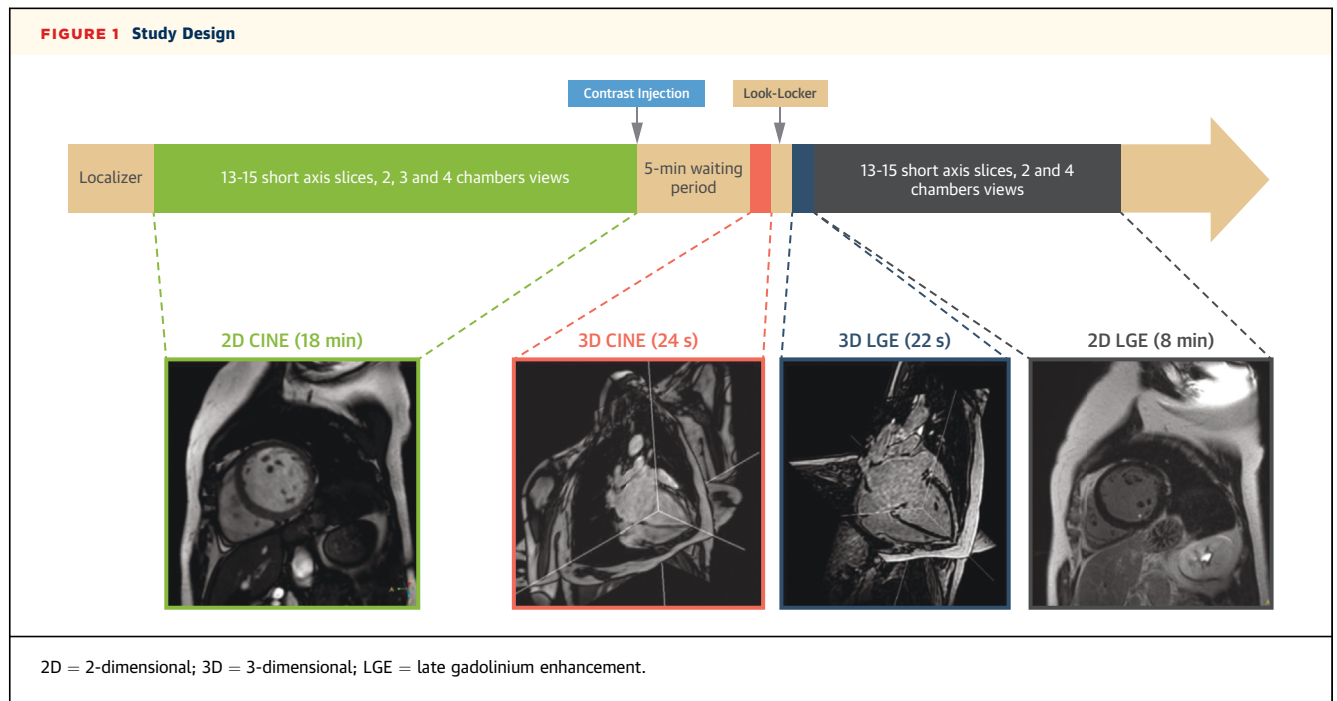 FIGURE 1 Study Design
Contrast Injection
Look-Locker
Localizer
13-15 short axis slices, 2, 3 and 4 chambers views
5-min waiting
period
13-15 short axis slices, 2 and 4
chambers views
2D CINE (18 min)
3D CINE (24 s)
3D LGE (22 s)
2D LGE (8 min)
2D = 2-dimensional; 3D = 3-dimensional; LGE = late gadolinium enhancement.